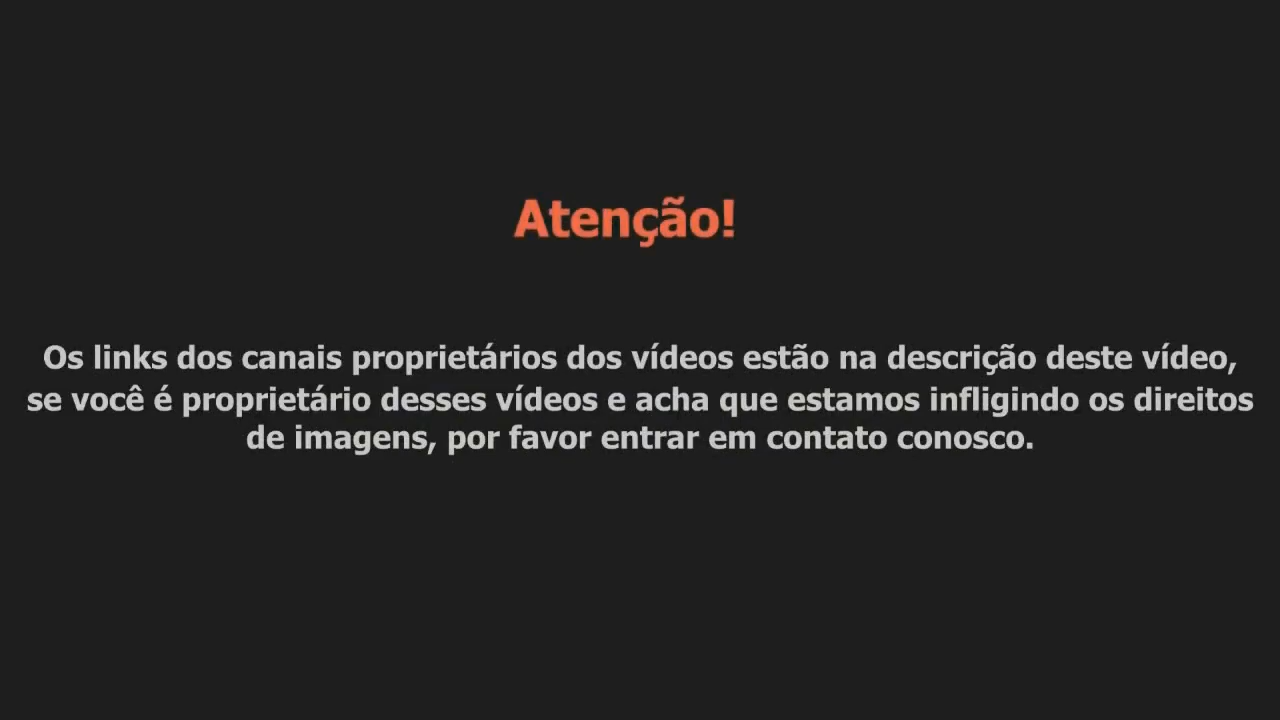 Atenção!
Os links dos canais proprietários dos vídeos estão na descrição deste vídeo,
se você é proprietário desses vídeos e acha que estamos infligindo os direitos
de imagens, por favor entrar em contato conosco.